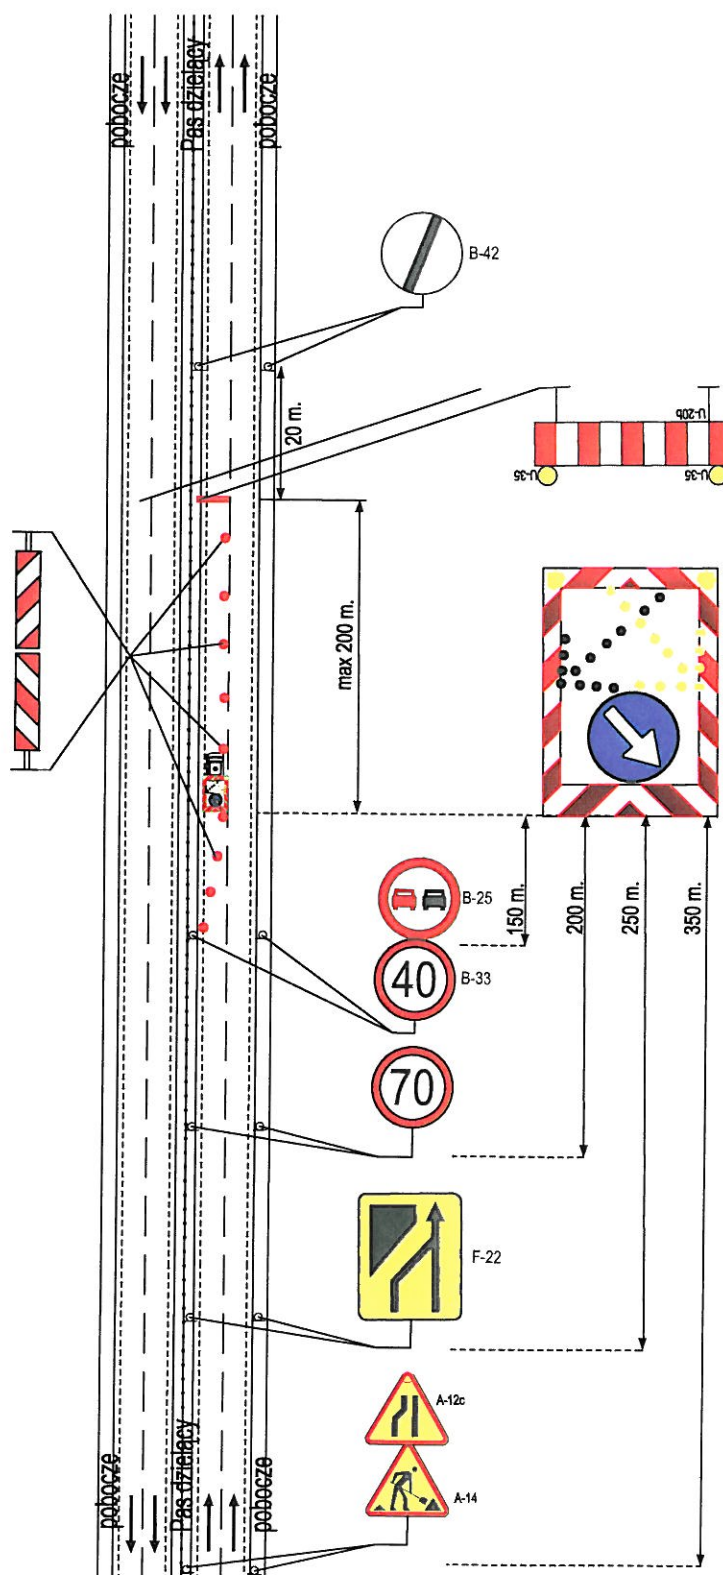 pobocze
Pas dzielący
pobocze
B-42
20 m.
U-20b
U-35
U-35
max 200 m.
B-25
150 m.
200 m.
250 m.
350 m.
40
B-33
70
F-22
A-12c
A-14
pobocze
Pas dzielący
pobocze